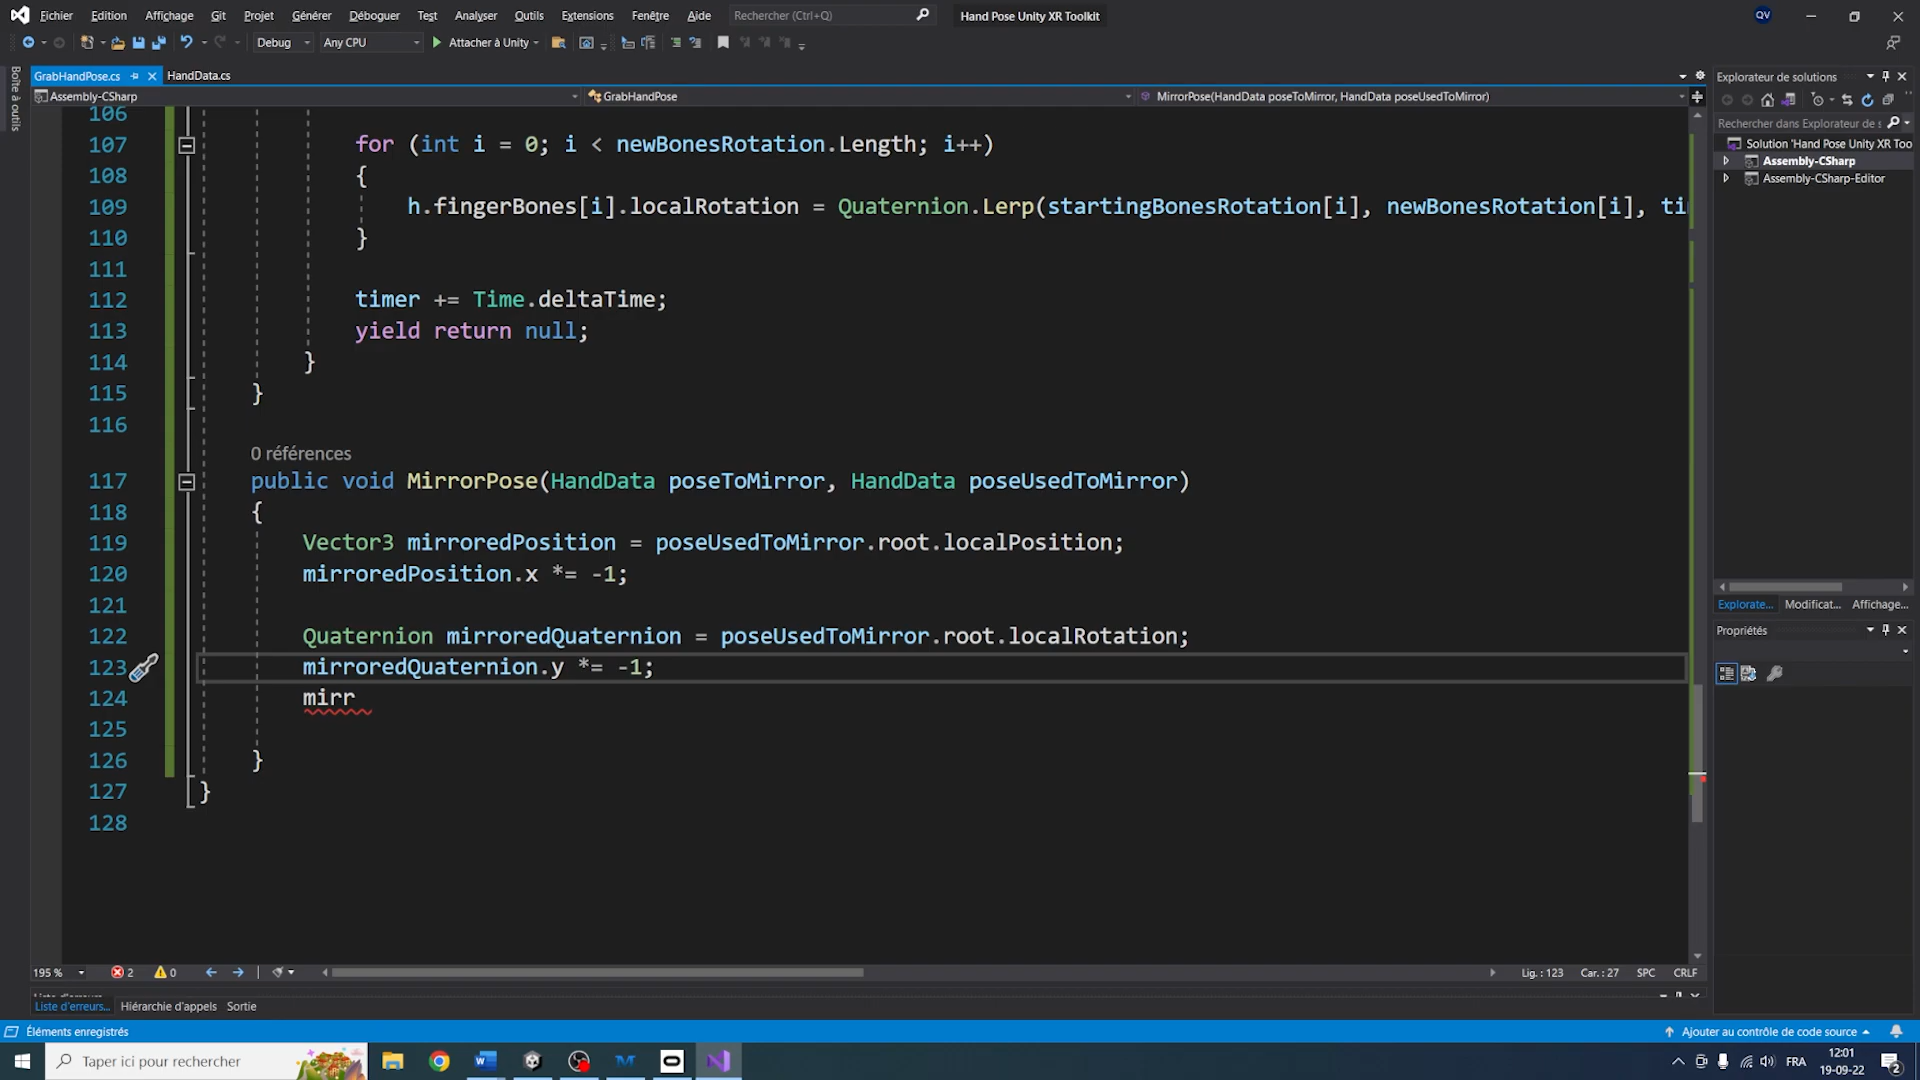 Fichier Edition Affichage Git Projet Générer Déboguer Test Analyser Outils Extensions Fenêtre Aide Rechercher (Ctrl+Q) Hand Pose Unity XR Toolkit QV
Debug Any CPU Attacher à Unity
Boîte à outils
GrabHandPose.cs HandData.cs
Assembly-CSharp GrabHandPose MirrorPose(HandData poseToMirror, HandData poseUsedToMirror)
106
107 for (int i = 0; i < newBonesRotation.Length; i++)
108 {
109 h.fingerBones[i].localRotation = Quaternion.Lerp(startingBonesRotation[i], newBonesRotation[i], ti
110 }
111
112 timer += Time.deltaTime;
113 yield return null;
114 }
115 }
116
0 références
117 public void MirrorPose(HandData poseToMirror, HandData poseUsedToMirror)
118 {
119 Vector3 mirroredPosition = poseUsedToMirror.root.localPosition;
120 mirroredPosition.x *= -1;
121
122 Quaternion mirroredQuaternion = poseUsedToMirror.root.localRotation;
123 mirroredQuaternion.y *= -1;
124 mirr
125
126 }
127 }
128
195 % 2 0 Lig. : 123 Car. : 27 SPC CRLF
Liste d'erreurs... Hiérarchie d'appels Sortie
Éléments enregistrés Ajouter au contrôle de code source
Explorateur de solutions
Rechercher dans Explorateur de s
Solution 'Hand Pose Unity XR Too
Assembly-CSharp
Assembly-CSharp-Editor
Explorate... Modificat... Affichage...
Propriétés
Taper ici pour rechercher
FRA
12:01
19-09-22
2